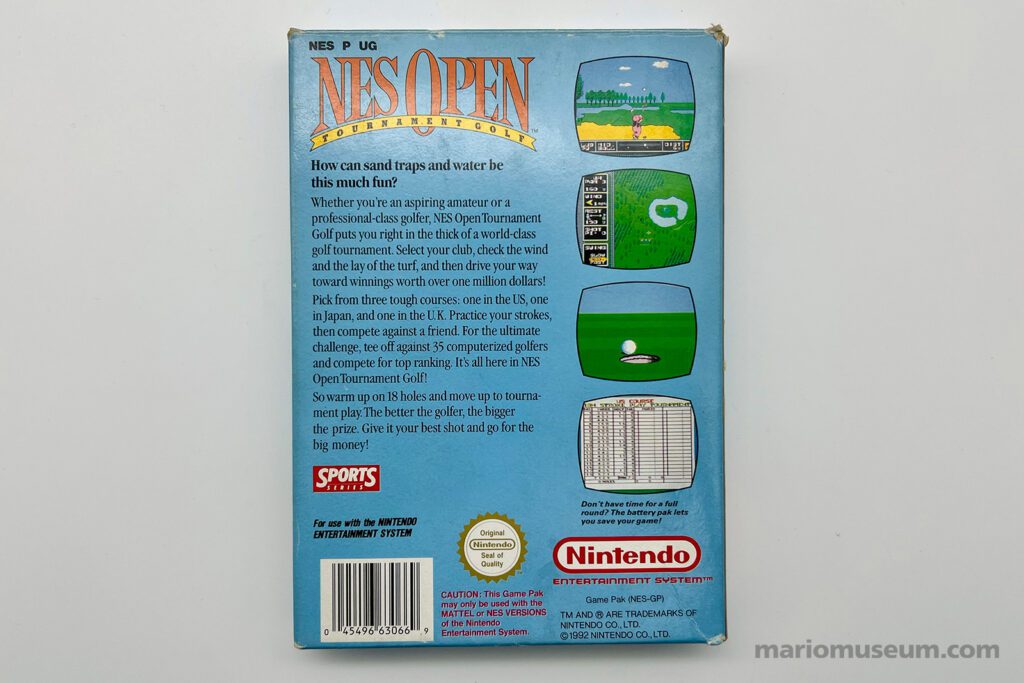 NES P UG
NES OPEN
TOURNAMENT GOLF™
How can sand traps and water be
this much fun?
Whether you're an aspiring amateur or a
professional-class golfer, NES Open Tournament
Golf puts you right in the thick of a world-class
golf tournament. Select your club, check the wind
and the lay of the turf, and then drive your way
toward winnings worth over one million dollars!
Pick from three tough courses: one in the US, one
in Japan, and one in the U.K. Practice your strokes,
then compete against a friend. For the ultimate
challenge, tee off against 35 computerized golfers
and compete for top ranking. It's all here in NES
Open Tournament Golf!
So warm up on 18 holes and move up to tourna-
ment play. The better the golfer, the bigger
the prize. Give it your best shot and go for the
big money!
SPORTS
SERIES
For use with the NINTENDO
ENTERTAINMENT SYSTEM
0 45496 63066 9
Original
Nintendo
Seal of
Quality
CAUTION: This Game Pak
may only be used with the
MATTEL or NES VERSIONS
of the Nintendo
Entertainment System.
US COURSE
Don't have time for a full
round? The battery pak lets
you save your game!
Nintendo
ENTERTAINMENT SYSTEM™
Game Pak (NES-GP)
TM AND ® ARE TRADEMARKS OF
NINTENDO CO., LTD.
©1992 NINTENDO CO., LTD.
mariomuseum.com